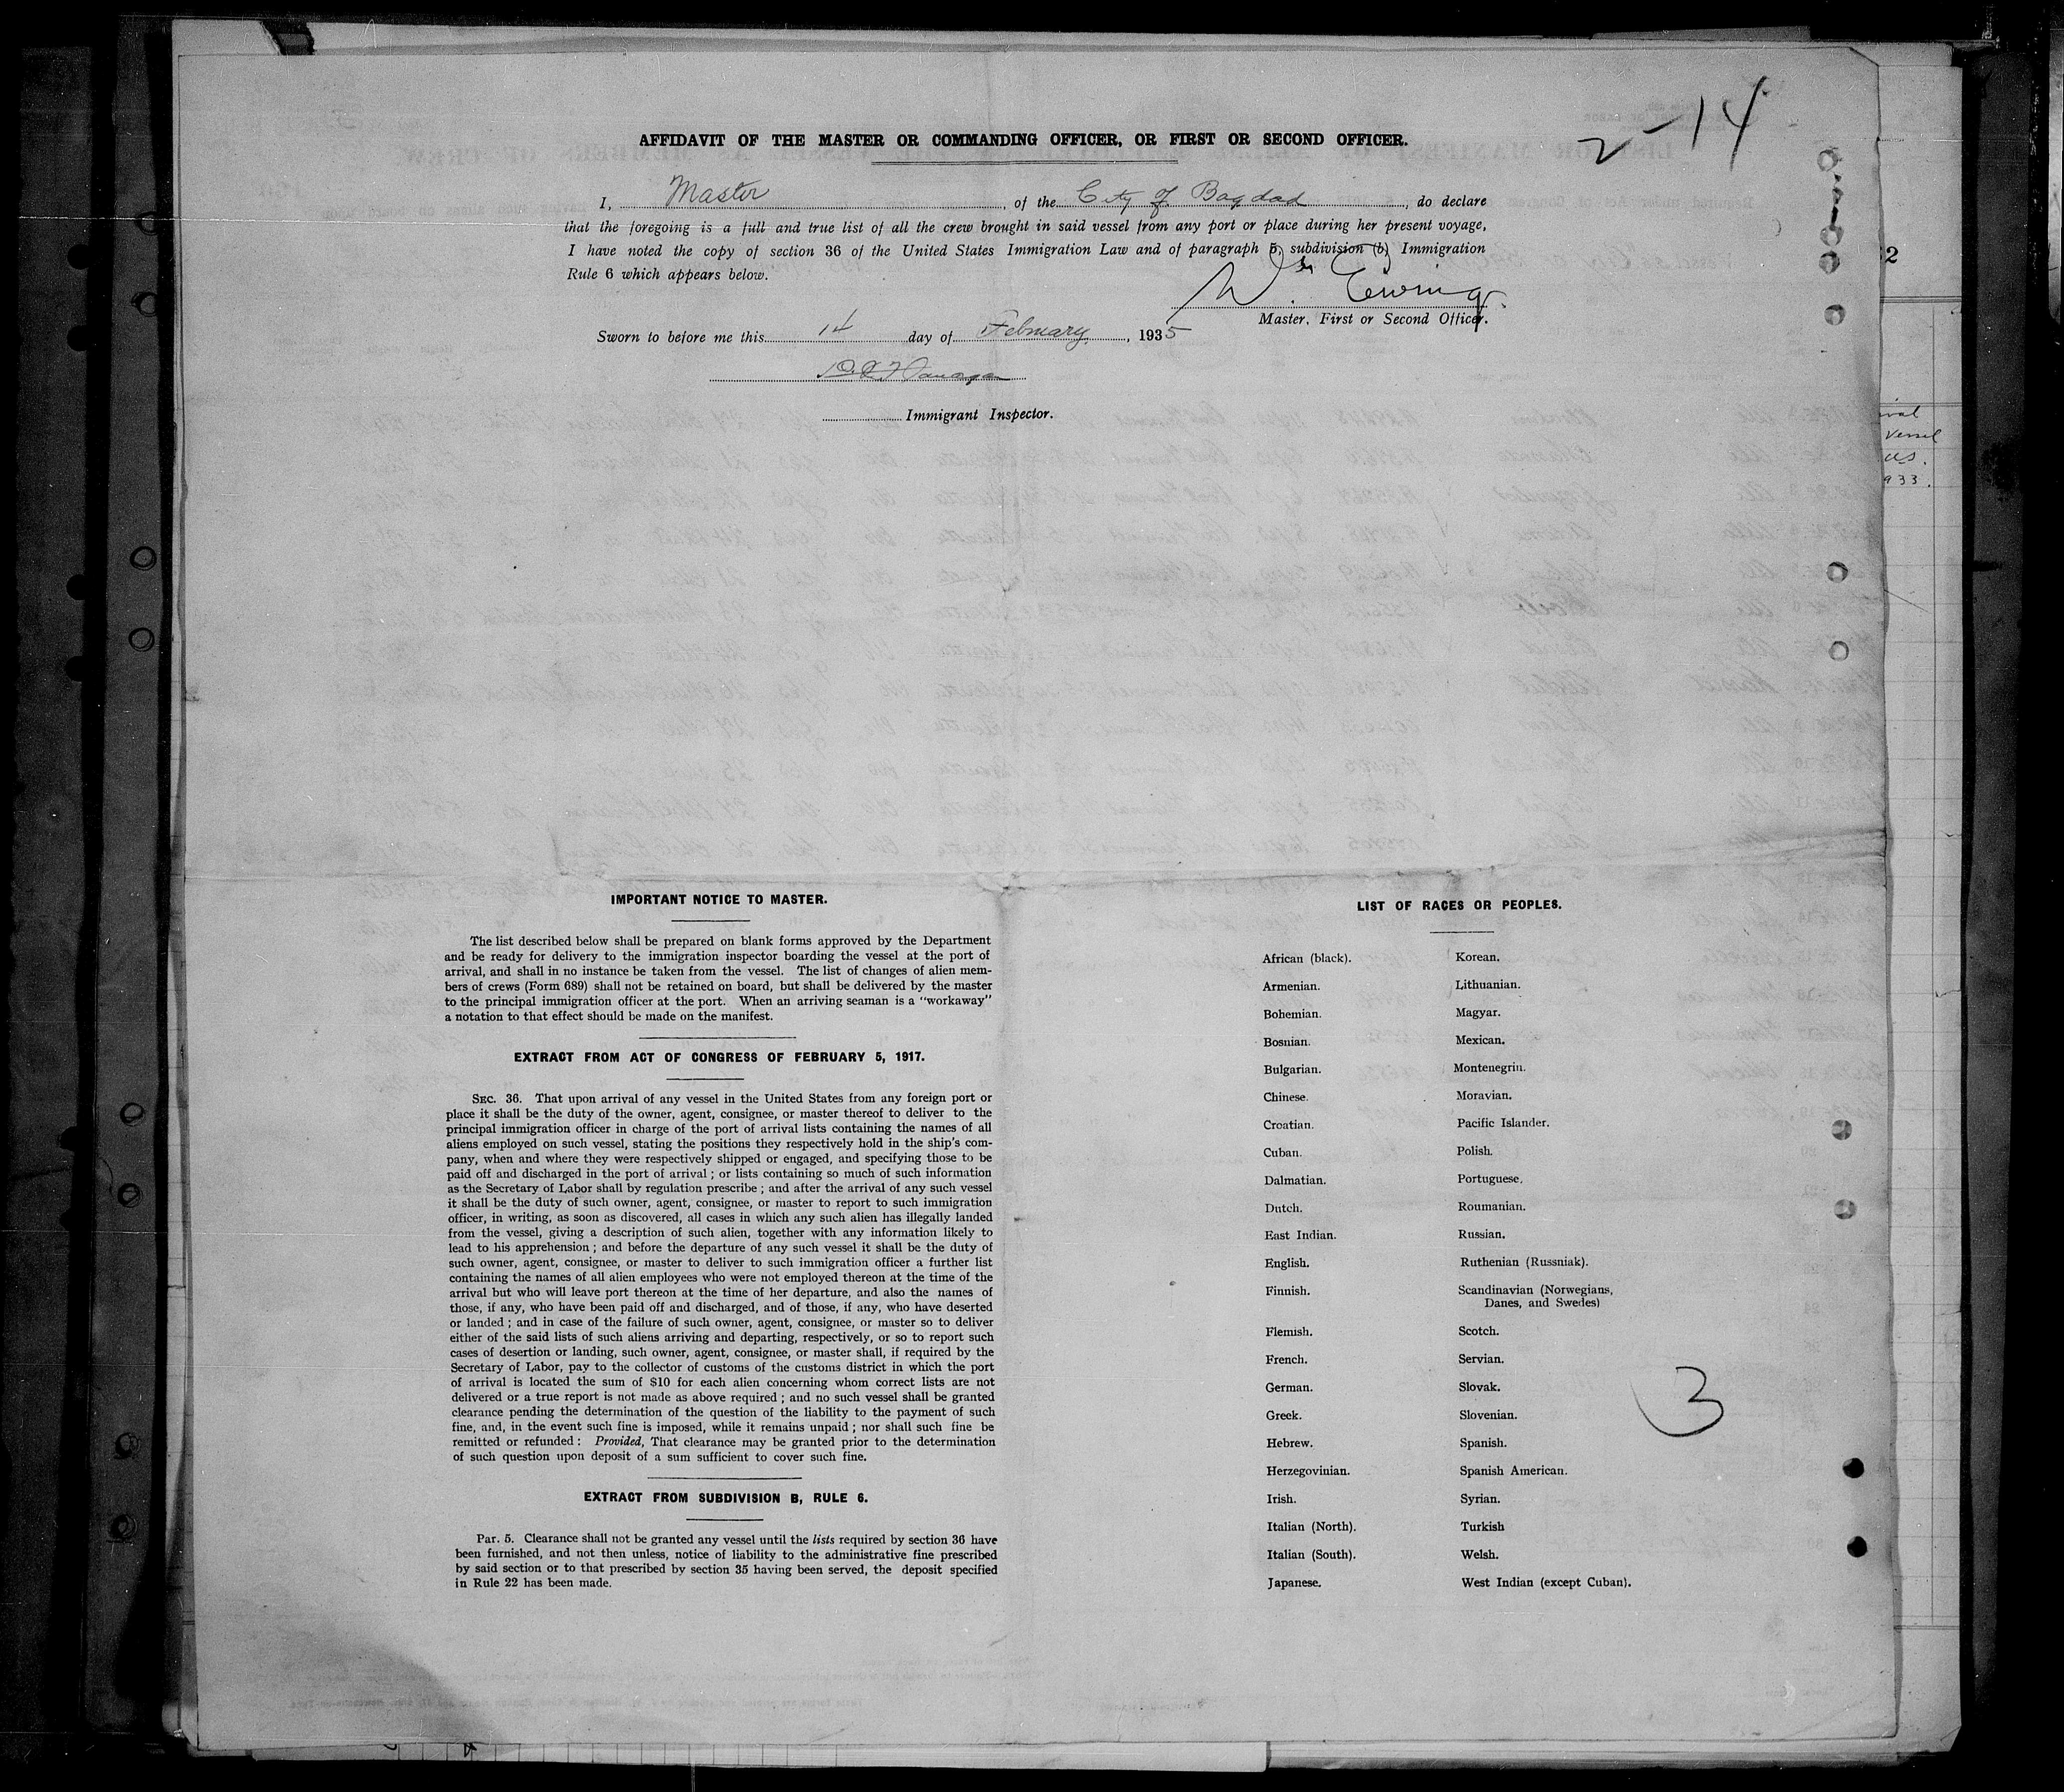 2-14
AFFIDAVIT OF THE MASTER OR COMMANDING OFFICER, OR FIRST OR SECOND OFFICER.
I, Master, of the City of Bagdad, do declare
that the foregoing is a full and true list of all the crew brought in said vessel from any port or place during her present voyage,
I have noted the copy of section 36 of the United States Immigration Law and of paragraph 5, subdivision (b) Immigration
Rule 6 which appears below.
W. Ewing
Master, First or Second Officer.
Sworn to before me this 14 day of February, 1935
Immigrant Inspector.
2
Vessel
933.
IMPORTANT NOTICE TO MASTER.
The list described below shall be prepared on blank forms approved by the Department
and be ready for delivery to the immigration inspector boarding the vessel at the port of
arrival, and shall in no instance be taken from the vessel. The list of changes of alien mem-
bers of crews (Form 689) shall not be retained on board, but shall be delivered by the master
to the principal immigration officer at the port. When an arriving seaman is a "workaway"
a notation to that effect should be made on the manifest.
EXTRACT FROM ACT OF CONGRESS OF FEBRUARY 5, 1917.
SEC. 36. That upon arrival of any vessel in the United States from any foreign port or
place it shall be the duty of the owner, agent, consignee, or master thereof to deliver to the
principal immigration officer in charge of the port of arrival lists containing the names of all
aliens employed on such vessel, stating the positions they respectively hold in the ship's com-
pany, when and where they were respectively shipped or engaged, and specifying those to be
paid off and discharged in the port of arrival; or lists containing so much of such information
as the Secretary of Labor shall by regulation prescribe; and after the arrival of any such vessel
it shall be the duty of such owner, agent, consignee, or master to report to such immigration
officer, in writing, as soon as discovered, all cases in which any such alien has illegally landed
from the vessel, giving a description of such alien, together with any information likely to
lead to his apprehension; and before the departure of any such vessel it shall be the duty of
such owner, agent, consignee, or master to deliver to such immigration officer a further list
containing the names of all alien employees who were not employed thereon at the time of the
arrival but who will leave port thereon at the time of her departure, and also the names of
those, if any, who have been paid off and discharged, and of those, if any, who have deserted
or landed; and in case of the failure of such owner, agent, consignee, or master so to deliver
either of the said lists of such aliens arriving and departing, respectively, or so to report such
cases of desertion or landing, such owner, agent, consignee, or master shall, if required by the
Secretary of Labor, pay to the collector of customs of the customs district in which the port
of arrival is located the sum of $10 for each alien concerning whom correct lists are not
delivered or a true report is not made as above required; and no such vessel shall be granted
clearance pending the determination of the question of the liability to the payment of such
fine, and, in the event such fine is imposed, while it remains unpaid; nor shall such fine be
remitted or refunded: Provided, That clearance may be granted prior to the determination
of such question upon deposit of a sum sufficient to cover such fine.
EXTRACT FROM SUBDIVISION B, RULE 6.
Par. 5. Clearance shall not be granted any vessel until the lists required by section 36 have
been furnished, and not then unless, notice of liability to the administrative fine prescribed
by said section or to that prescribed by section 35 having been served, the deposit specified
in Rule 22 has been made.
LIST OF RACES OR PEOPLES.
African (black).
Armenian.
Bohemian.
Bosnian.
Bulgarian.
Chinese.
Croatian.
Cuban.
Dalmatian.
Dutch.
East Indian.
English.
Finnish.
Flemish.
French.
German.
Greek.
Hebrew.
Herzegovinian.
Irish.
Italian (North).
Italian (South).
Japanese.
Korean.
Lithuanian.
Magyar.
Mexican.
Montenegrin.
Moravian.
Pacific Islander.
Polish.
Portuguese.
Roumanian.
Russian.
Ruthenian (Russniak).
Scandinavian (Norwegians,
Danes, and Swedes)
Scotch.
Servian.
Slovak.
Slovenian.
Spanish.
Spanish American.
Syrian.
Turkish
Welsh.
West Indian (except Cuban).
3